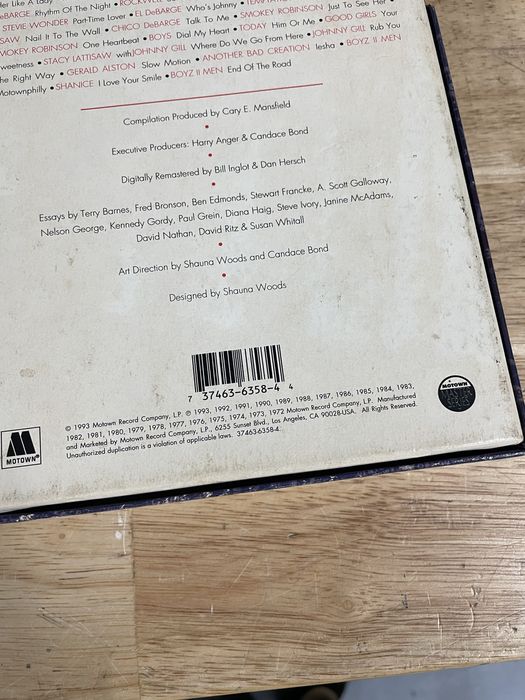 Her Like A Lady
DeBARGE Rhythm Of The Night • ROCKWELL
STEVIE WONDER Part-Time Lover • EL DeBARGE Who's Johnny •
SAW Nail It To The Wall • CHICO DeBARGE Talk To Me • SMOKEY ROBINSON Just To See Her •
SMOKEY ROBINSON One Heartbeat • BOYS Dial My Heart • TODAY Him Or Me • GOOD GIRLS Your
Sweetness • STACY LATTISAW with JOHNNY GILL Where Do We Go From Here • JOHNNY GILL Rub You
The Right Way • GERALD ALSTON Slow Motion • ANOTHER BAD CREATION Iesha • BOYZ II MEN
Motownphilly • SHANICE I Love Your Smile • BOYZ II MEN End Of The Road
Compilation Produced by Cary E. Mansfield
•
Executive Producers: Harry Anger & Candace Bond
•
Digitally Remastered by Bill Inglot & Dan Hersch
•
Essays by Terry Barnes, Fred Bronson, Ben Edmonds, Stewart Francke, A. Scott Galloway,
Nelson George, Kennedy Gordy, Paul Grein, Diana Haig, Steve Ivory, Janine McAdams,
David Nathan, David Ritz & Susan Whitall
•
Art Direction by Shauna Woods and Candace Bond
•
Designed by Shauna Woods
7 37463-6358-4 4
© 1993 Motown Record Company, L.P. ℗ 1993, 1992, 1991, 1990, 1989, 1988, 1987, 1986, 1985, 1984, 1983,
1982, 1981, 1980, 1979, 1978, 1977, 1976, 1975, 1974, 1973, 1972 Motown Record Company, L.P. Manufactured
and Marketed by Motown Record Company, L.P., 6255 Sunset Blvd., Los Angeles, CA 90028-USA. All Rights Reserved.
Unauthorized duplication is a violation of applicable laws. 37463-6358-4.
MOTOWN®
MOTOWN